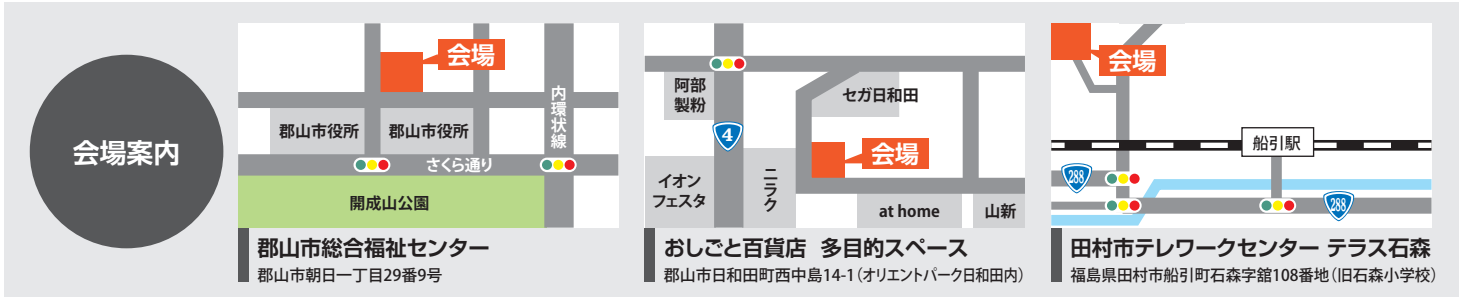 会場案内
会場
内環状線
郡山市役所
郡山市役所
さくら通り
開成山公園
郡山市総合福祉センター
郡山市朝日一丁目29番9号
阿部
製粉
セガ日和田
4
会場
イオン
フェスタ
ニラク
at home
山新
おしごと百貨店 多目的スペース
郡山市日和田町西中島14-1(オリエントパーク日和田内)
会場
船引駅
288
288
田村市テレワークセンター テラス石森
福島県田村市船引町石森字舘108番地(旧石森小学校)